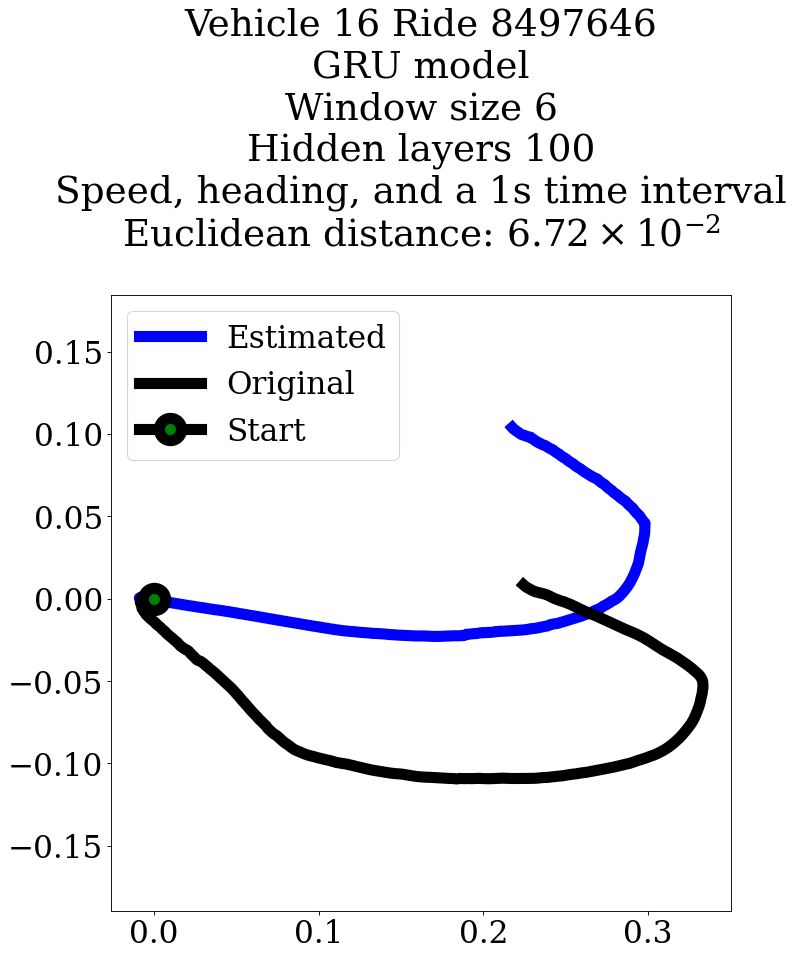 Vehicle 16 Ride 8497646
GRU model
Window size 6
Hidden layers 100
Speed, heading, and a 1s time interval
Euclidean distance: 6.72 × 10⁻²
Estimated
Original
Start
0.15
0.10
0.05
0.00
−0.05
−0.10
−0.15
0.0 0.1 0.2 0.3